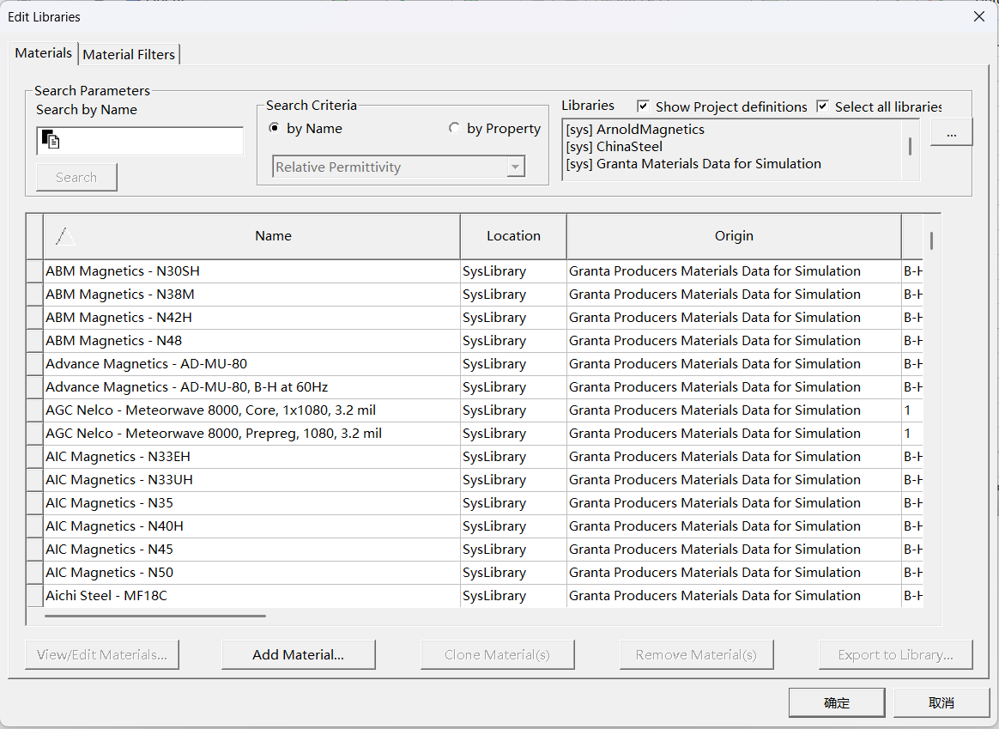 Edit Libraries
Materials Material Filters
Search Parameters
Search by Name
Search
Search Criteria
by Name by Property
Relative Permittivity
Libraries Show Project definitions Select all libraries
[sys] ArnoldMagnetics
[sys] ChinaSteel
[sys] Granta Materials Data for Simulation
...
Name Location Origin
ABM Magnetics - N30SH SysLibrary Granta Producers Materials Data for Simulation B-H
ABM Magnetics - N38M SysLibrary Granta Producers Materials Data for Simulation B-H
ABM Magnetics - N42H SysLibrary Granta Producers Materials Data for Simulation B-H
ABM Magnetics - N48 SysLibrary Granta Producers Materials Data for Simulation B-H
Advance Magnetics - AD-MU-80 SysLibrary Granta Producers Materials Data for Simulation B-H
Advance Magnetics - AD-MU-80, B-H at 60Hz SysLibrary Granta Producers Materials Data for Simulation B-H
AGC Nelco - Meteorwave 8000, Core, 1x1080, 3.2 mil SysLibrary Granta Producers Materials Data for Simulation 1
AGC Nelco - Meteorwave 8000, Prepreg, 1080, 3.2 mil SysLibrary Granta Producers Materials Data for Simulation 1
AIC Magnetics - N33EH SysLibrary Granta Producers Materials Data for Simulation B-H
AIC Magnetics - N33UH SysLibrary Granta Producers Materials Data for Simulation B-H
AIC Magnetics - N35 SysLibrary Granta Producers Materials Data for Simulation B-H
AIC Magnetics - N40H SysLibrary Granta Producers Materials Data for Simulation B-H
AIC Magnetics - N45 SysLibrary Granta Producers Materials Data for Simulation B-H
AIC Magnetics - N50 SysLibrary Granta Producers Materials Data for Simulation B-H
Aichi Steel - MF18C SysLibrary Granta Producers Materials Data for Simulation B-H
View/Edit Materials... Add Material... Clone Material(s) Remove Material(s) Export to Library...
确定 取消